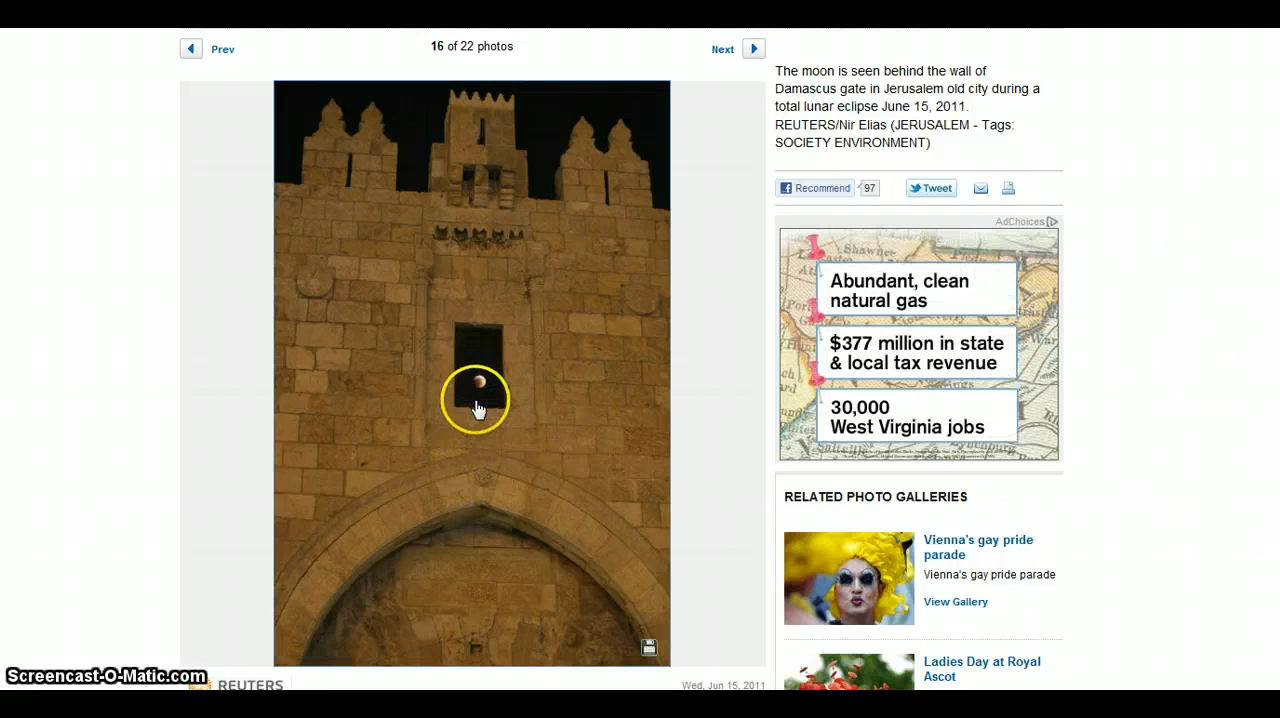 Prev
16 of 22 photos
Next
The moon is seen behind the wall of
Damascus gate in Jerusalem old city during a
total lunar eclipse June 15, 2011.
REUTERS/Nir Elias (JERUSALEM - Tags:
SOCIETY ENVIRONMENT)
Recommend 97 Tweet
AdChoices
Shawnee
Abundant, clean
natural gas
$377 million in state
& local tax revenue
30,000
West Virginia jobs
Lynchburg
RELATED PHOTO GALLERIES
Vienna's gay pride
parade
Vienna's gay pride parade
View Gallery
Ladies Day at Royal
Ascot
Screencast-O-Matic.com
REUTERS
Wed, Jun 15, 2011